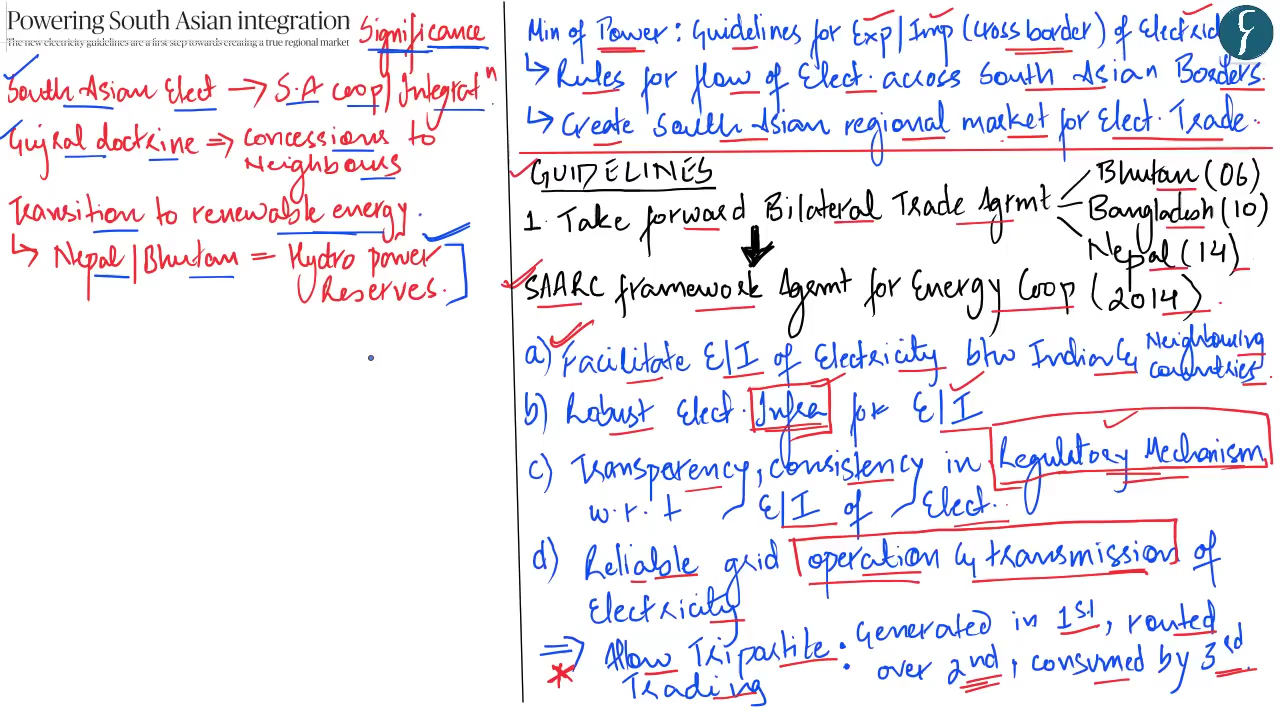 Powering South Asian integration
The new electricity guidelines are a first step towards creating a true regional market
Significance
South Asian Elect → S.A coop/Integratn
Gujral doctrine ⇒ concessions to
Neighbours
Transition to renewable energy.
↳ Nepal/Bhutan = Hydro power
Reserves.
Min of Power: Guidelines for Exp/Imp (cross border) of Electricid
↳ Rules for flow of Elect. across South Asian Borders.
↳ Create South Asian regional market for Elect. Trade.
GUIDELINES
1. Take forward Bilateral Trade Agrmt
Bhutan (06)
Bangladesh (10)
Nepal (14)
SAARC framework Agrmt for Energy Coop (2014).
a) Facilitate E/I of Electricity btw India & Neighbouring
countries.
b) Robust Elect. Infra for E/I
c) Transparency, consistency in Regulatory Mechanism
w.r.t E/I of Elect.
d) Reliable grid operation & transmission of
Electricity
⇒ Allow Tripartite : Generated in 1st, routed
* Trading over 2nd, consumed by 3rd.